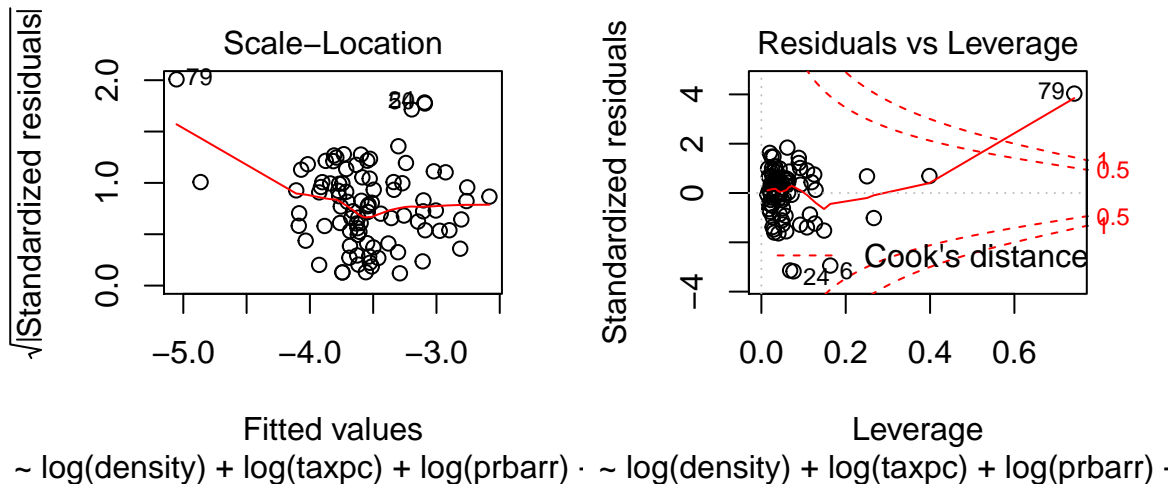 Scale−Location
√|Standardized residuals|
0.0 1.0 2.0
79
−5.0 −4.0 −3.0
Fitted values
~ log(density) + log(taxpc) + log(prbarr) ·
Residuals vs Leverage
Standardized residuals
−4 0 2 4
79
1
0.5
0.5
1
Cook's distance
24 6
0.0 0.2 0.4 0.6
Leverage
~ log(density) + log(taxpc) + log(prbarr) +